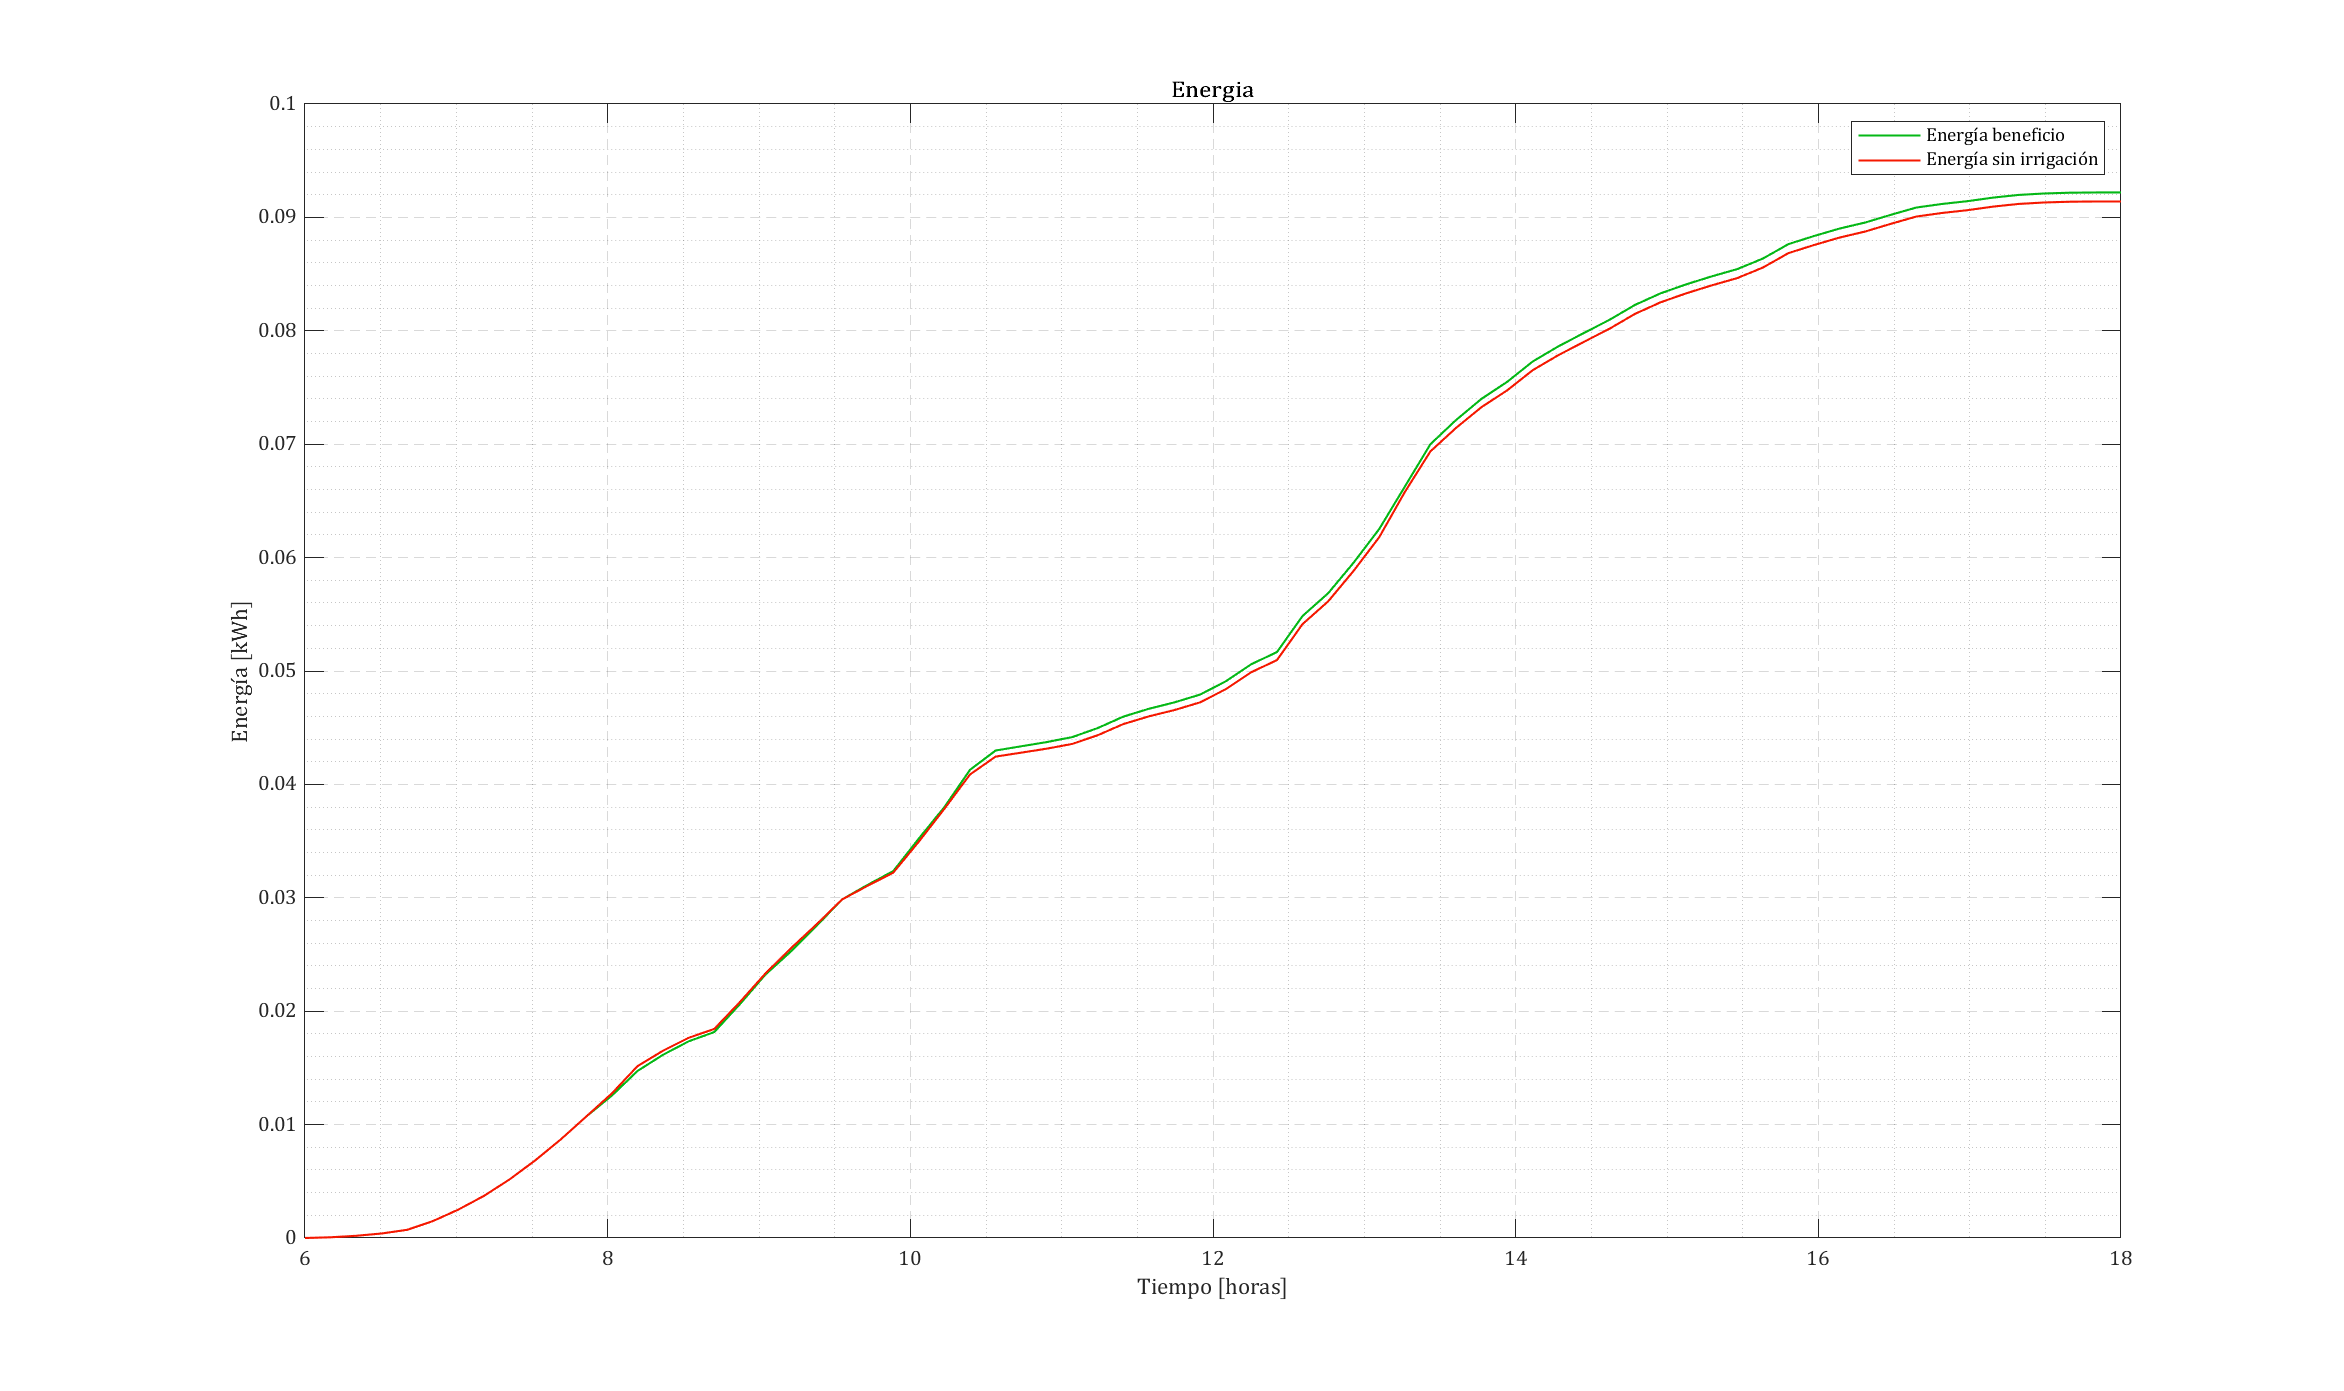 Energia
0.1
Energía beneficio
Energía sin irrigación
0.09
0.08
0.07
0.06
0.05
0.04
0.03
0.02
0.01
0
Energía [kWh]
6 8 10 12 14 16 18
Tiempo [horas]